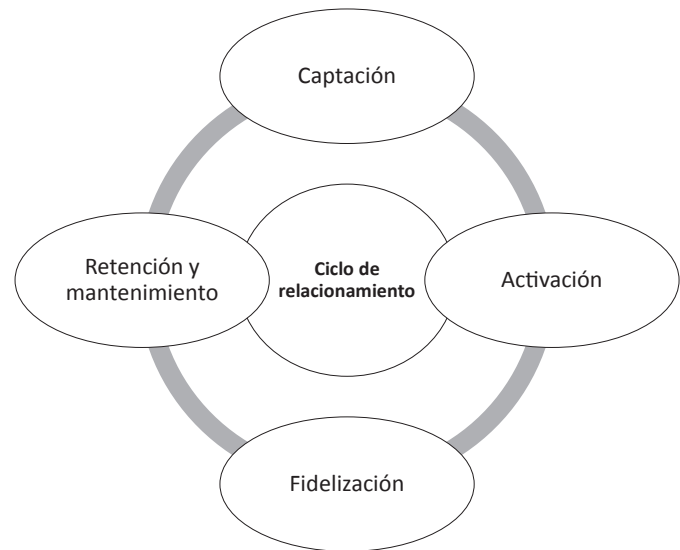 Captación
Retención y
mantenimiento
Ciclo de
relacionamiento
Activación
Fidelización